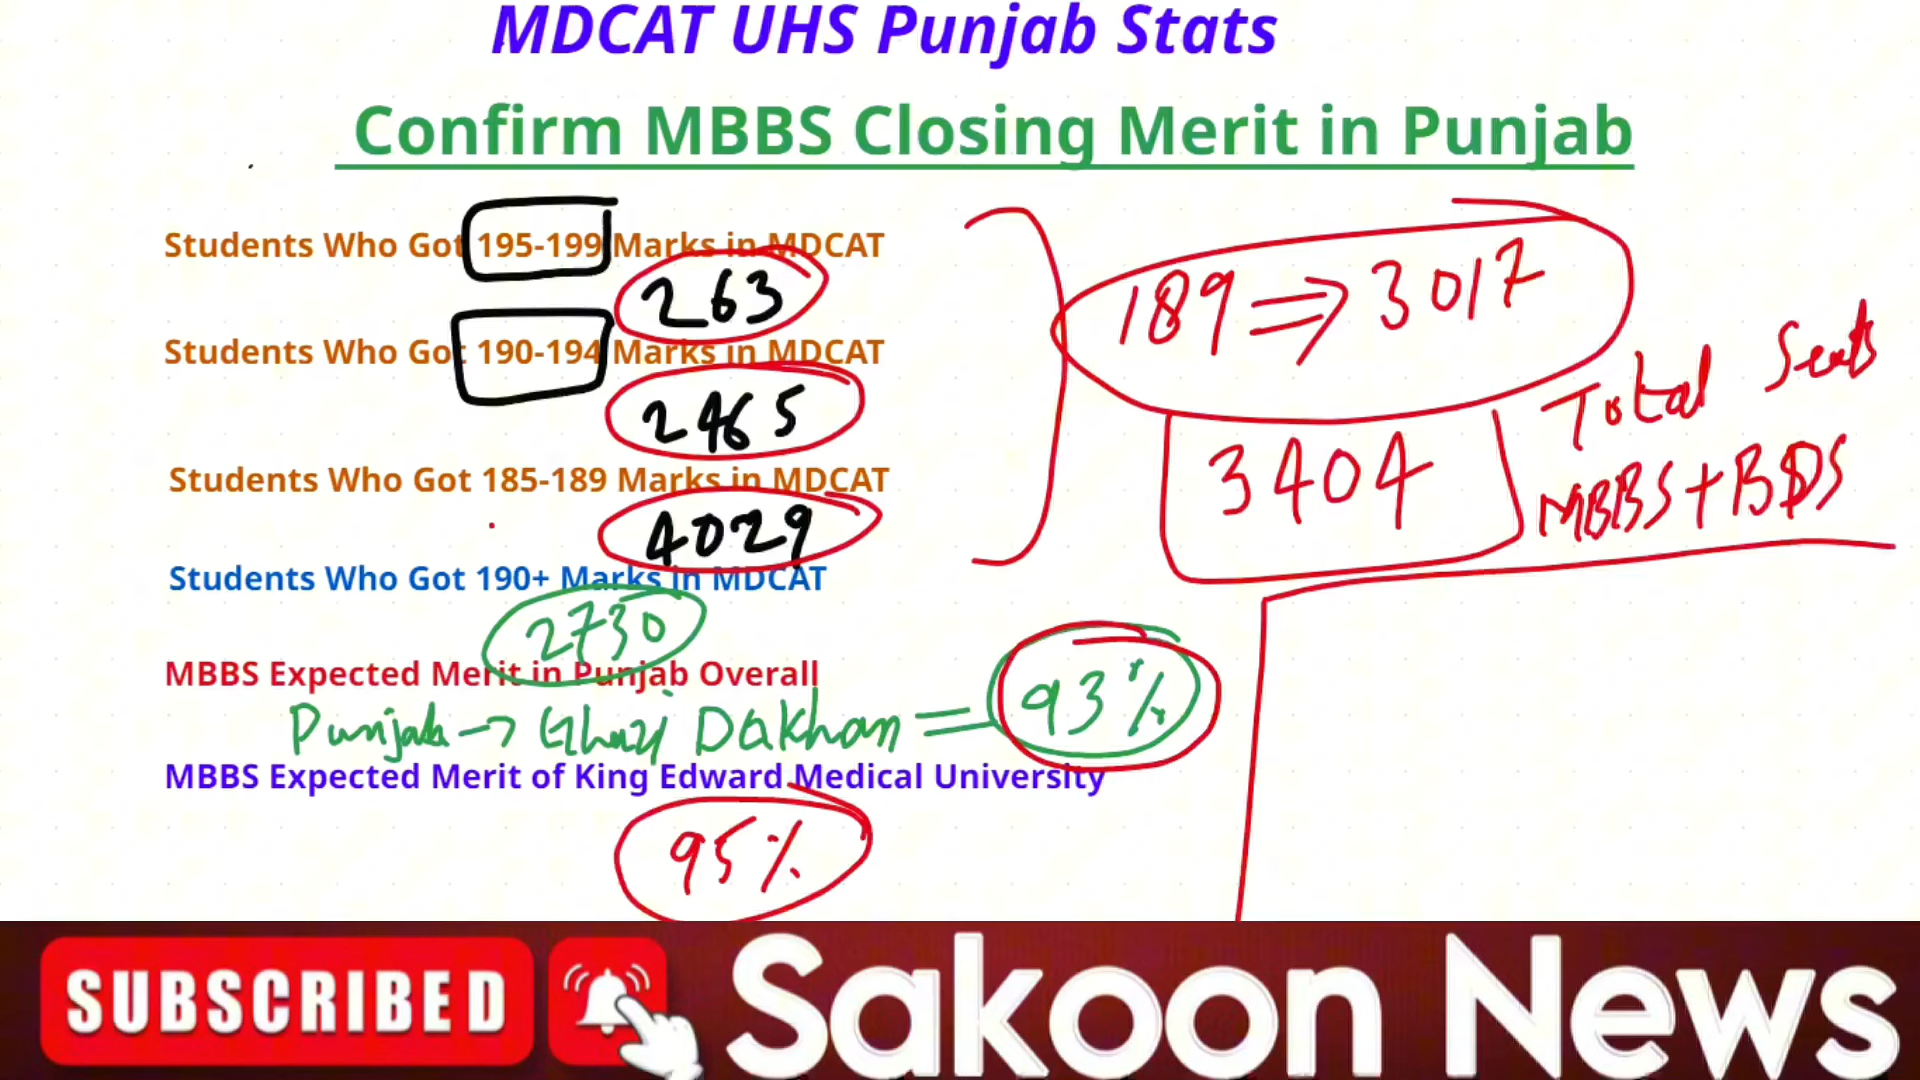 MDCAT UHS Punjab Stats
Confirm MBBS Closing Merit in Punjab
Students Who Got 195-199 Marks in MDCAT
263
Students Who Got 190-194 Marks in MDCAT
2465
Students Who Got 185-189 Marks in MDCAT
4029
Students Who Got 190+ Marks in MDCAT
2730
MBBS Expected Merit in Punjab Overall
Punjab → Ghazi D G Khan = 93%
MBBS Expected Merit of King Edward Medical University
95%
189 ⇒ 3017
3404
Total Seats
MBBS + BDS
SUBSCRIBED
Sakoon News